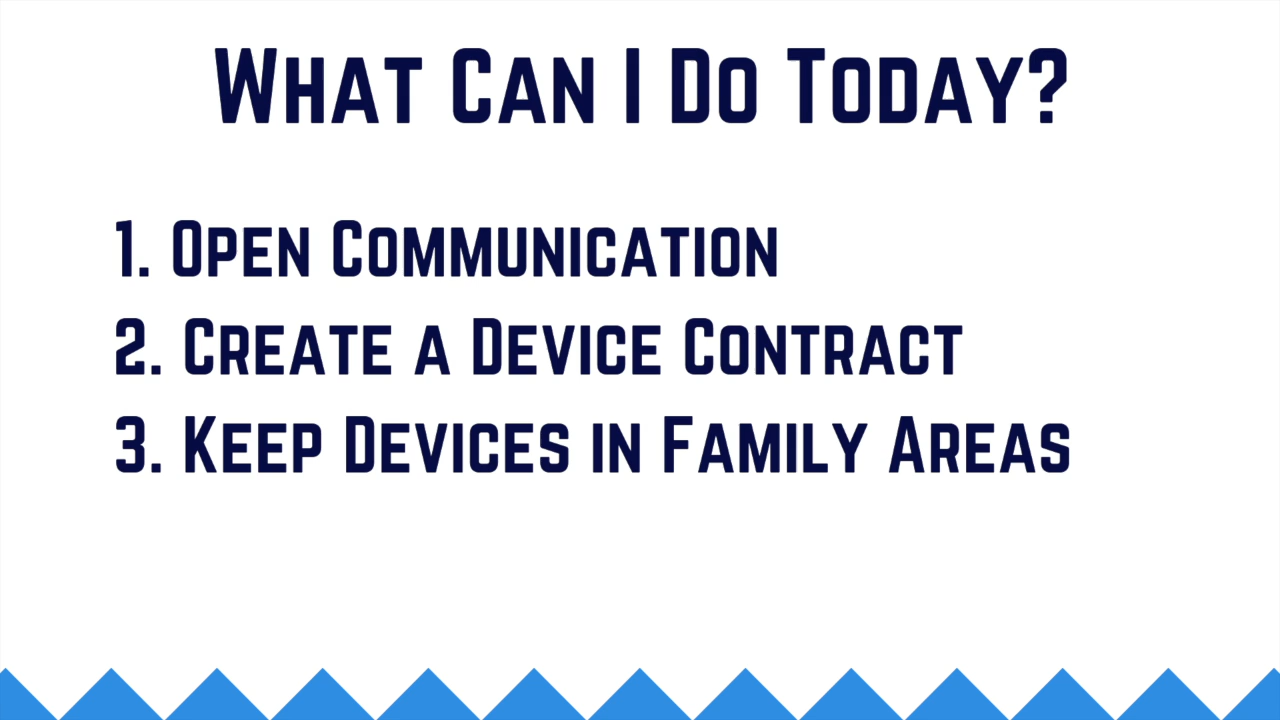 What Can I Do Today?
1. Open Communication
2. Create a Device Contract
3. Keep Devices in Family Areas